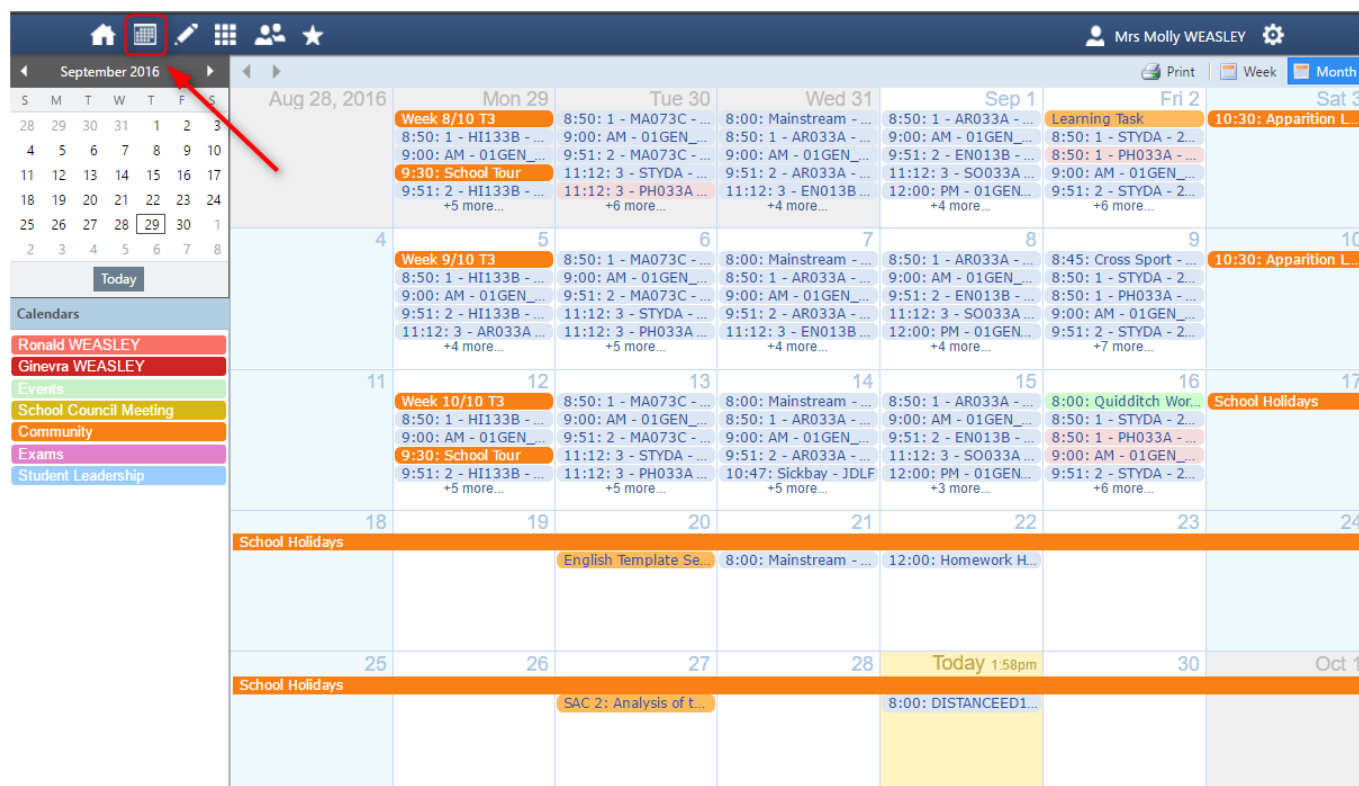 Mrs Molly WEASLEY
September 2016
Print Week Month
S M T W T F S
28 29 30 31 1 2 3
4 5 6 7 8 9 10
11 12 13 14 15 16 17
18 19 20 21 22 23 24
25 26 27 28 29 30 1
2 3 4 5 6 7 8
Today
Calendars
Ronald WEASLEY
Ginevra WEASLEY
Events
School Council Meeting
Community
Exams
Student Leadership
Aug 28, 2016 Mon 29 Tue 30 Wed 31 Sep 1 Fri 2 Sat 3
Week 8/10 T3 8:50: 1 - MA073C - ... 8:00: Mainstream - ... 8:50: 1 - AR033A - ... Learning Task 10:30: Apparition L...
8:50: 1 - HI133B - ... 9:00: AM - 01GEN_... 8:50: 1 - AR033A - ... 9:00: AM - 01GEN_... 8:50: 1 - STYDA - 2...
9:00: AM - 01GEN_... 9:51: 2 - MA073C - ... 9:00: AM - 01GEN_... 9:51: 2 - EN013B - ... 8:50: 1 - PH033A - ...
9:30: School Tour 11:12: 3 - STYDA - ... 9:51: 2 - AR033A - ... 11:12: 3 - SO033A ... 9:00: AM - 01GEN_...
9:51: 2 - HI133B - ... 11:12: 3 - PH033A ... 11:12: 3 - EN013B ... 12:00: PM - 01GEN... 9:51: 2 - STYDA - 2...
+5 more... +6 more... +4 more... +4 more... +6 more...
4 5 6 7 8 9 10
Week 9/10 T3 8:50: 1 - MA073C - ... 8:00: Mainstream - ... 8:50: 1 - AR033A - ... 8:45: Cross Sport - ... 10:30: Apparition L...
8:50: 1 - HI133B - ... 9:00: AM - 01GEN_... 8:50: 1 - AR033A - ... 9:00: AM - 01GEN_... 8:50: 1 - STYDA - 2...
9:00: AM - 01GEN_... 9:51: 2 - MA073C - ... 9:00: AM - 01GEN_... 9:51: 2 - EN013B - ... 8:50: 1 - PH033A - ...
9:51: 2 - HI133B - ... 11:12: 3 - STYDA - ... 9:51: 2 - AR033A - ... 11:12: 3 - SO033A ... 9:00: AM - 01GEN_...
11:12: 3 - AR033A ... 11:12: 3 - PH033A ... 11:12: 3 - EN013B ... 12:00: PM - 01GEN... 9:51: 2 - STYDA - 2...
+4 more... +5 more... +4 more... +4 more... +7 more...
11 12 13 14 15 16 17
Week 10/10 T3 8:50: 1 - MA073C - ... 8:00: Mainstream - ... 8:50: 1 - AR033A - ... 8:00: Quidditch Wor... School Holidays
8:50: 1 - HI133B - ... 9:00: AM - 01GEN_... 8:50: 1 - AR033A - ... 9:00: AM - 01GEN_... 8:50: 1 - STYDA - 2...
9:00: AM - 01GEN_... 9:52: 2 - MA073C - ... 9:00: AM - 01GEN_... 9:51: 2 - EN013B - ... 8:50: 1 - PH033A - ...
9:30: School Tour 11:12: 3 - STYDA - ... 9:51: 2 - AR033A - ... 11:12: 3 - SO033A ... 9:00: AM - 01GEN_...
9:51: 2 - HI133B - ... 11:12: 3 - PH033A ... 10:47: Sickbay - JDLF 12:00: PM - 01GEN... 9:51: 2 - STYDA - 2...
+5 more... +5 more... +5 more... +3 more... +6 more...
18 19 20 21 22 23 24
School Holidays
English Template Se... 8:00: Mainstream - ... 12:00: Homework H...
25 26 27 28 Today 1:58pm 30 Oct 1
School Holidays
SAC 2: Analysis of t... 8:00: DISTANCEED1...